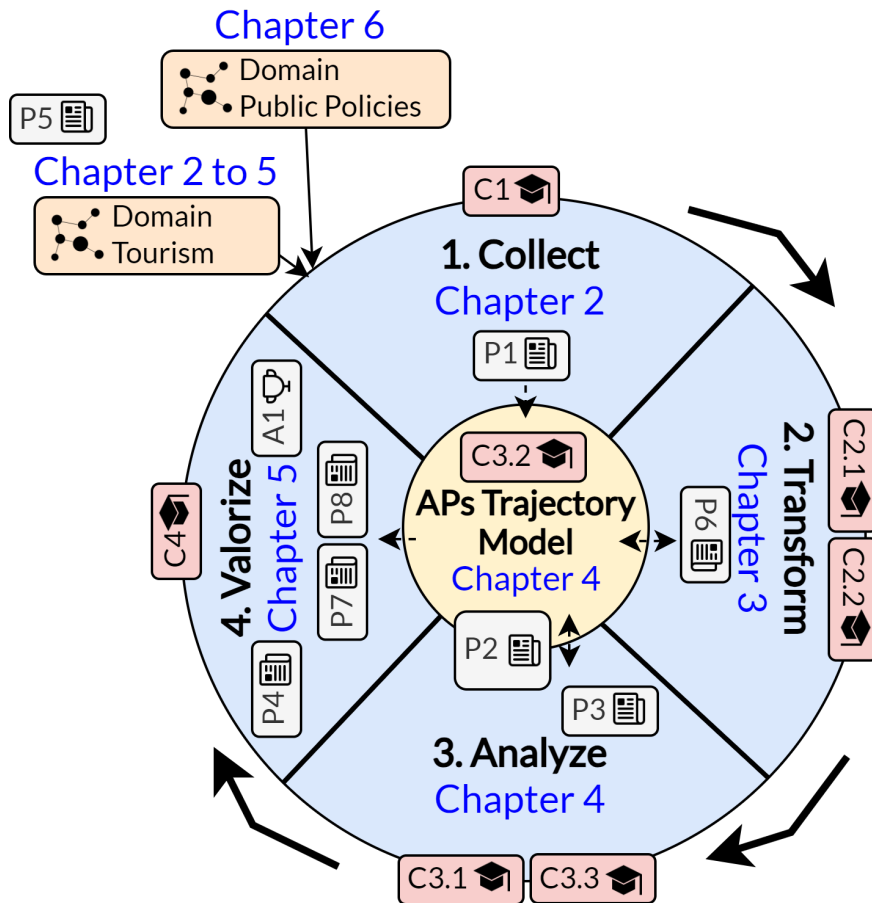 Chapter 6
Domain
Public Policies
P5
Chapter 2 to 5
Domain
Tourism
C1
1. Collect
Chapter 2
P1
C3.2
APs Trajectory
Model
Chapter 4
2. Transform
Chapter 3
C2.1
C2.2
P6
P2
P3
3. Analyze
Chapter 4
C3.1
C3.3
4. Valorize
Chapter 5
A1
P8
P7
P4
C4